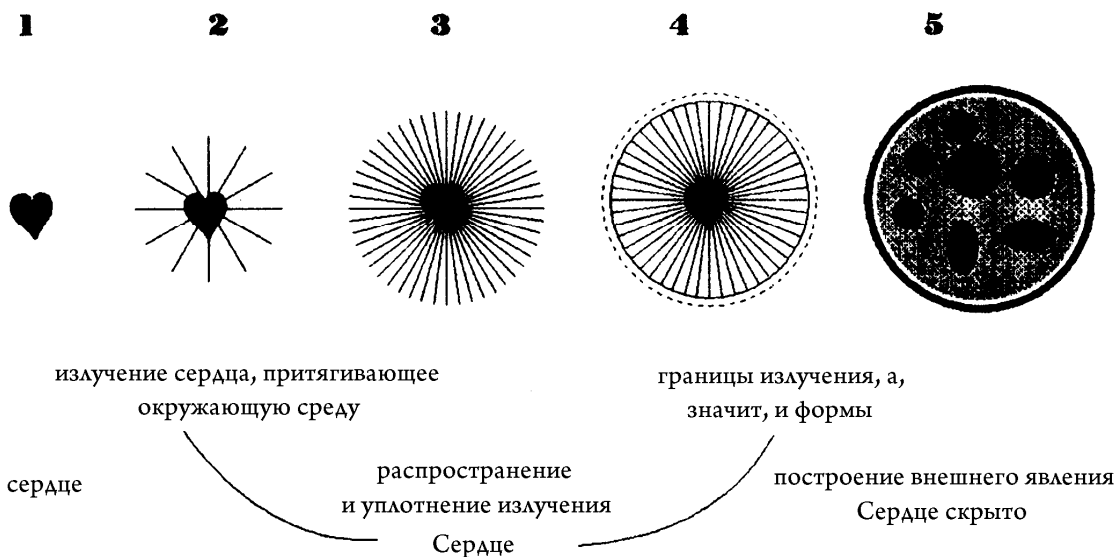 1 2 3 4 5
излучение сердца, притягивающее
окружающую среду
границы излучения, а,
значит, и формы
сердце
распространение
и уплотнение излучения
Сердце
построение внешнего явления
Сердце скрыто